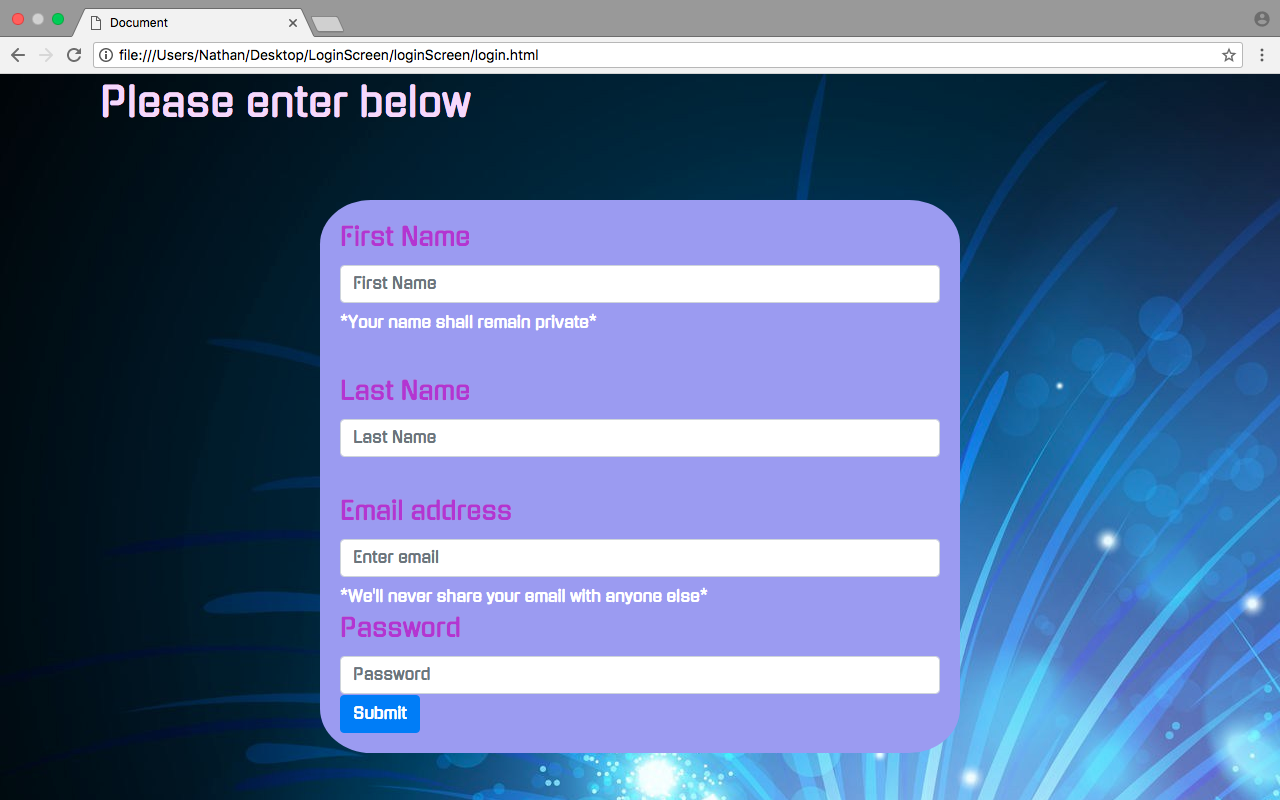 Document
file:///Users/Nathan/Desktop/LoginScreen/loginScreen/login.html
Please enter below
First Name
First Name
*Your name shall remain private*
Last Name
Last Name
Email address
Enter email
*We'll never share your email with anyone else*
Password
Password
Submit